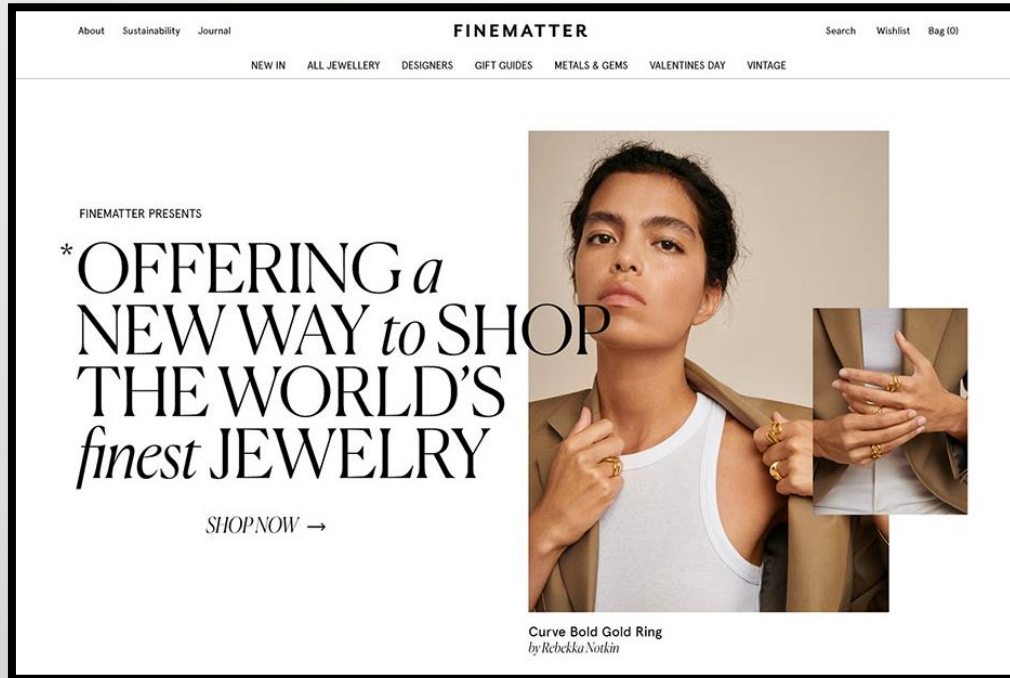 About Sustainability Journal
FINEMATTER
Search Wishlist Bag (0)
NEW IN ALL JEWELLERY DESIGNERS GIFT GUIDES METALS & GEMS VALENTINES DAY VINTAGE
FINEMATTER PRESENTS
*OFFERING a
NEW WAY to SHOP
THE WORLD'S
finest JEWELRY
SHOP NOW →
Curve Bold Gold Ring
by Rebekka Notkin